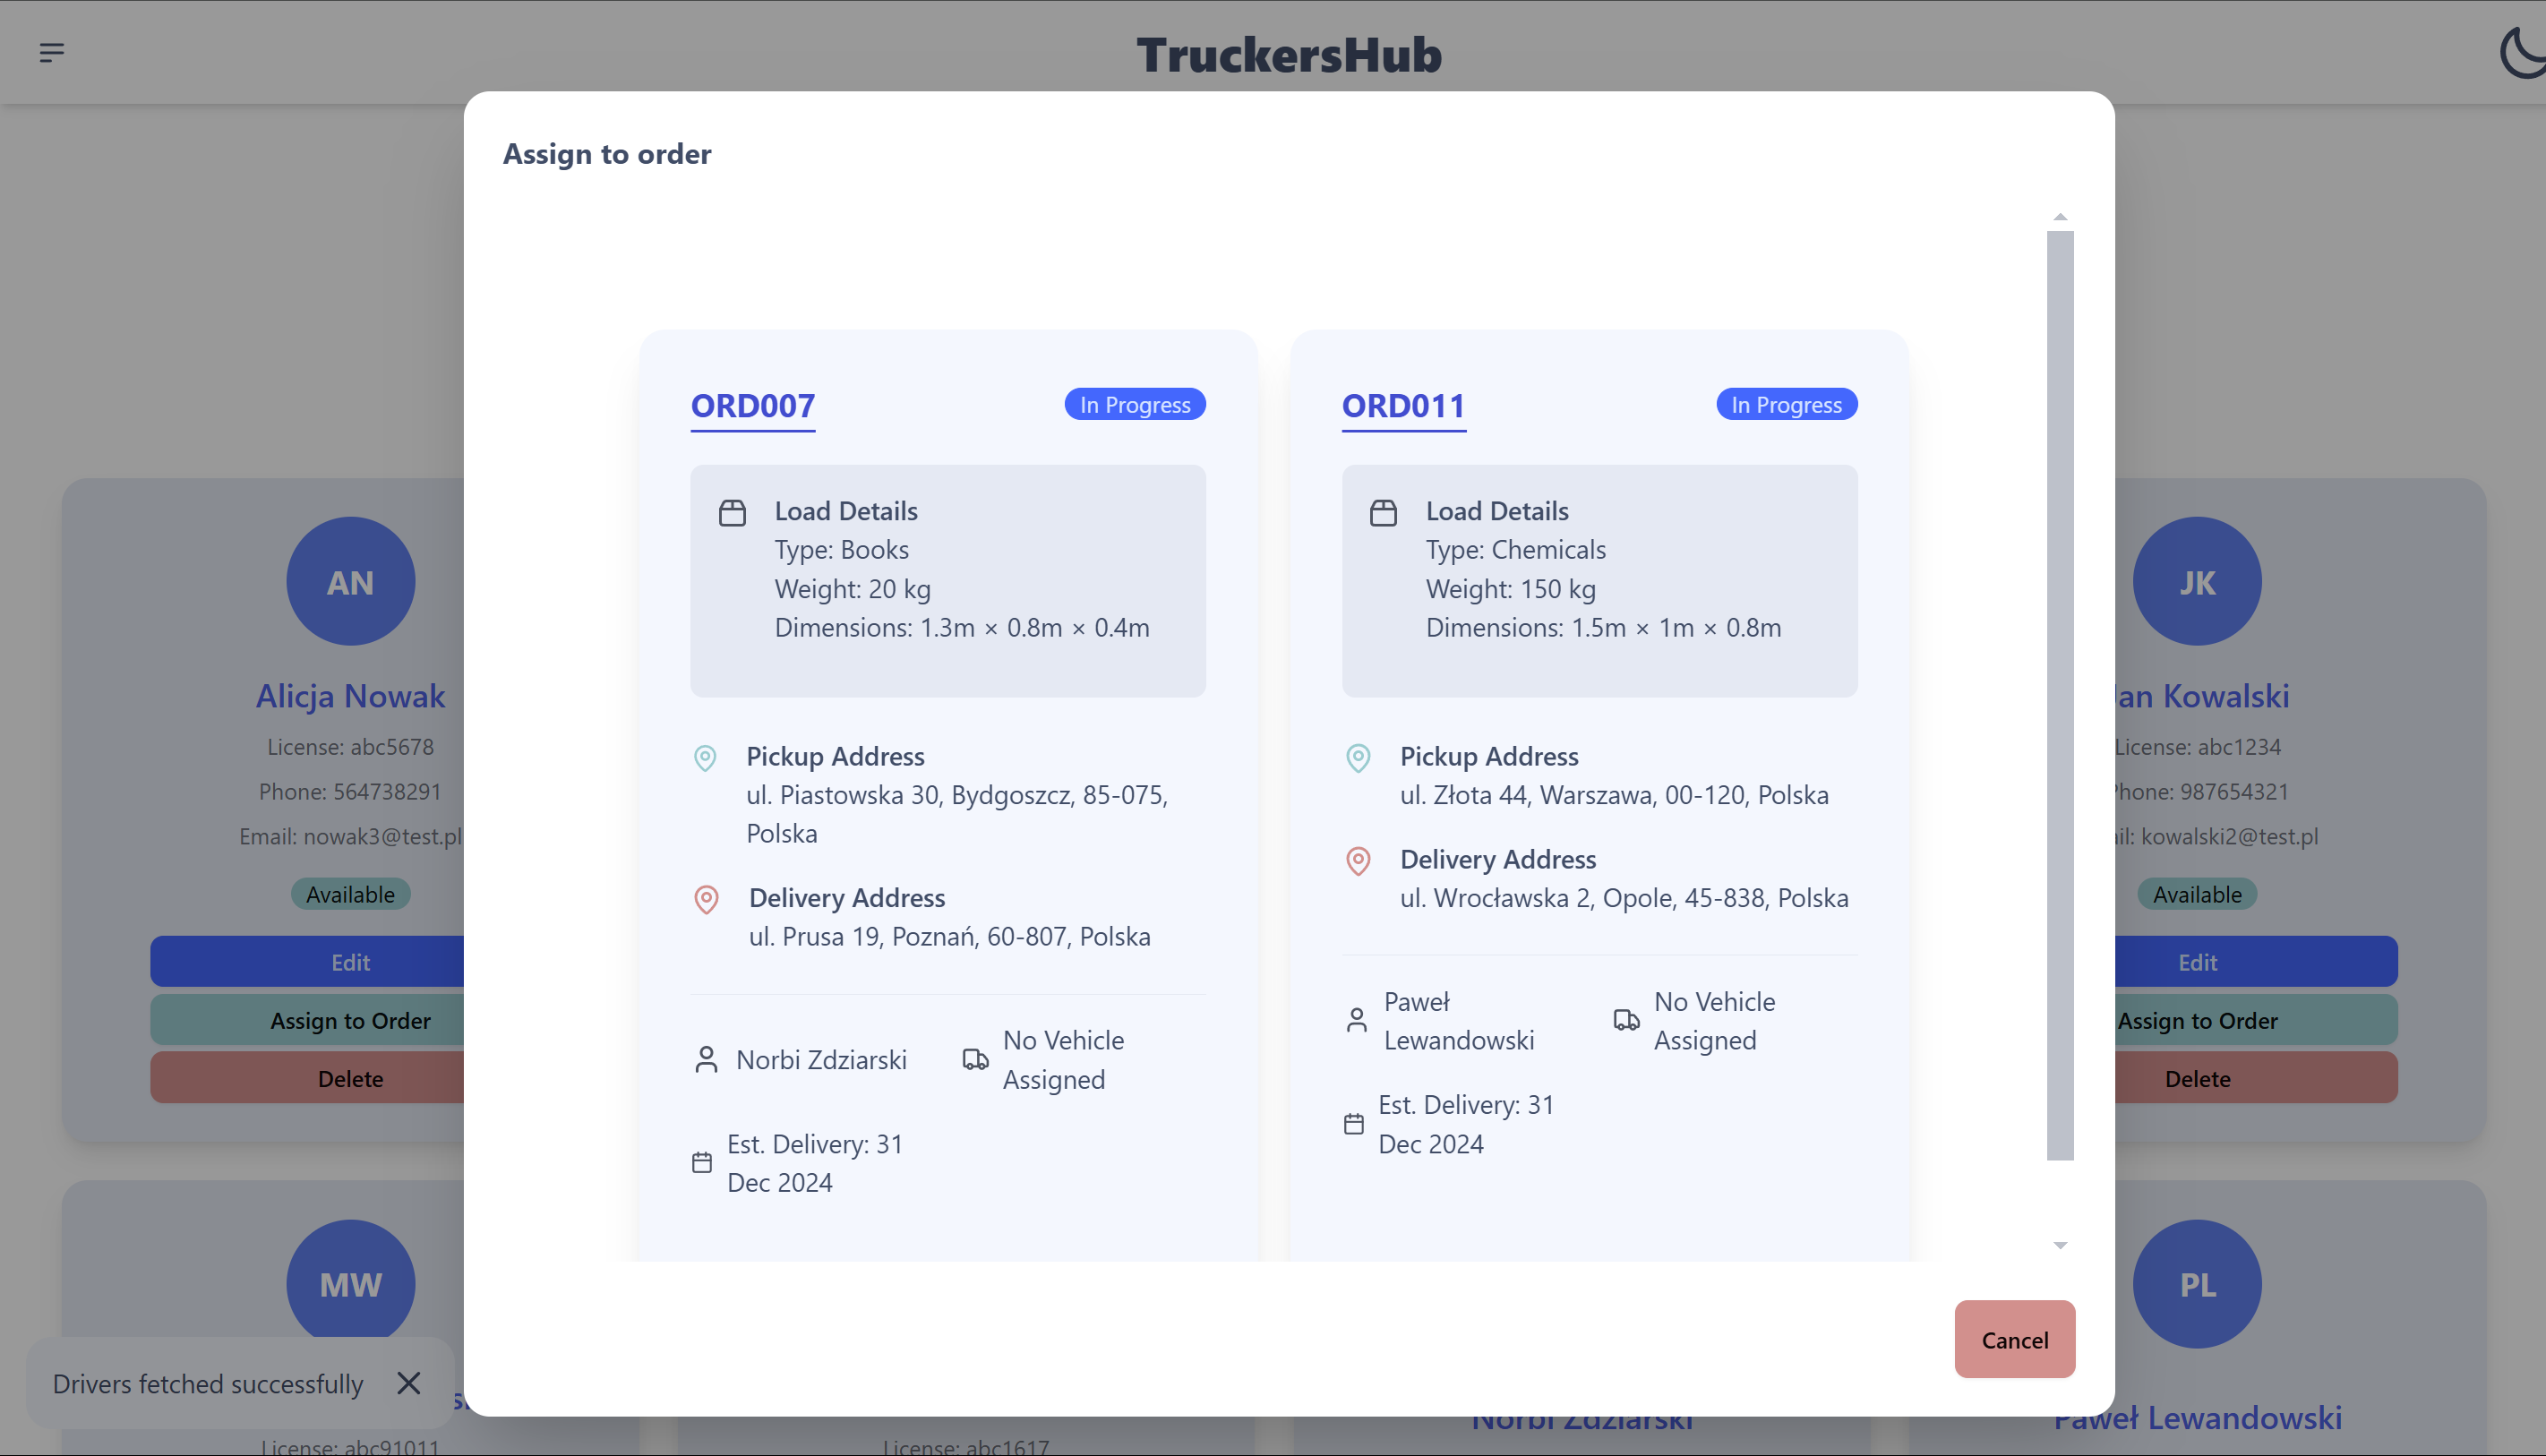 TruckersHub
Assign to order
ORD007
In Progress
Load Details
Type: Books
Weight: 20 kg
Dimensions: 1.3m × 0.8m × 0.4m
Pickup Address
ul. Piastowska 30, Bydgoszcz, 85-075,
Polska
Delivery Address
ul. Prusa 19, Poznań, 60-807, Polska
Norbi Zdziarski
No Vehicle
Assigned
Est. Delivery: 31
Dec 2024
ORD011
In Progress
Load Details
Type: Chemicals
Weight: 150 kg
Dimensions: 1.5m × 1m × 0.8m
Pickup Address
ul. Złota 44, Warszawa, 00-120, Polska
Delivery Address
ul. Wrocławska 2, Opole, 45-838, Polska
Paweł
Lewandowski
No Vehicle
Assigned
Est. Delivery: 31
Dec 2024
Cancel
AN
Alicja Nowak
License: abc5678
Phone: 564738291
Email: nowak3@test.pl
Available
Edit
Assign to Order
Delete
JK
Jan Kowalski
License: abc1234
Phone: 987654321
kowalski2@test.pl
Available
Edit
Assign to Order
Delete
MW
License: abc91011
License: abc1617
Norbi Zdziarski
PL
Paweł Lewandowski
Drivers fetched successfully